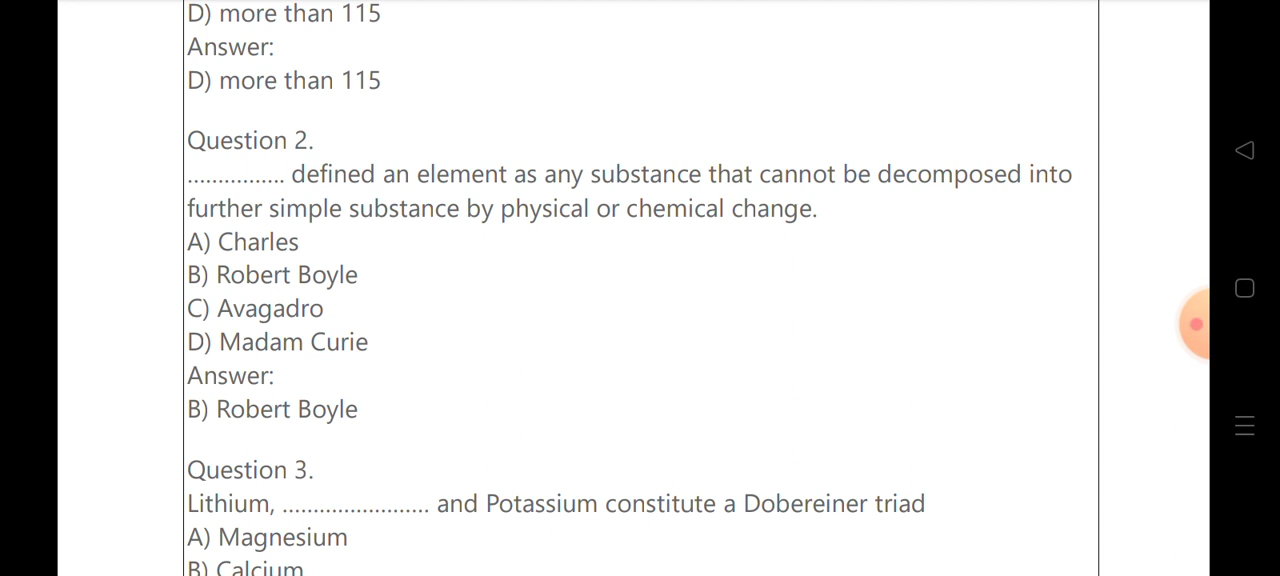 D) more than 115
Answer:
D) more than 115
Question 2.
................ defined an element as any substance that cannot be decomposed into
further simple substance by physical or chemical change.
A) Charles
B) Robert Boyle
C) Avagadro
D) Madam Curie
Answer:
B) Robert Boyle
Question 3.
Lithium, ........................ and Potassium constitute a Dobereiner triad
A) Magnesium
B) Calcium